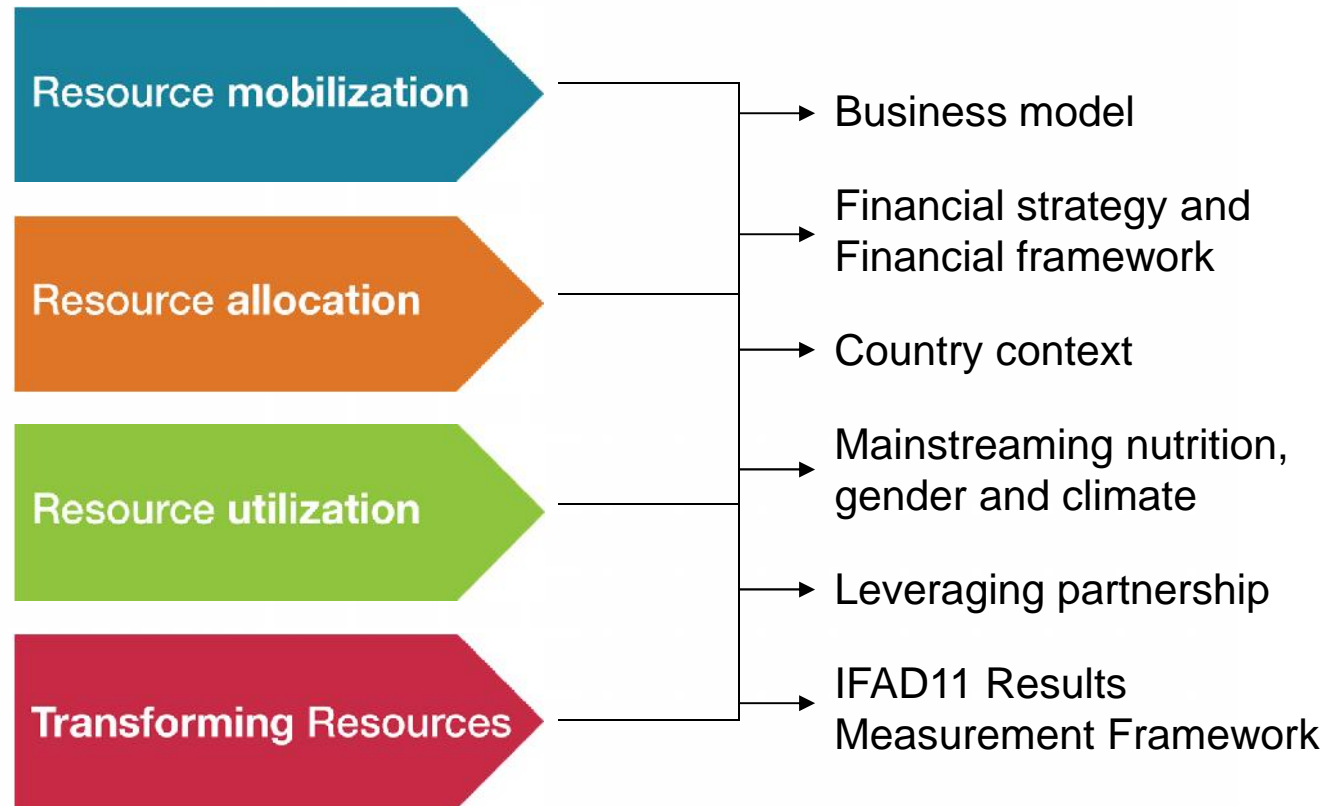 Resource mobilization
Resource allocation
Resource utilization
Transforming Resources
Business model
Financial strategy and
Financial framework
Country context
Mainstreaming nutrition,
gender and climate
Leveraging partnership
IFAD11 Results
Measurement Framework